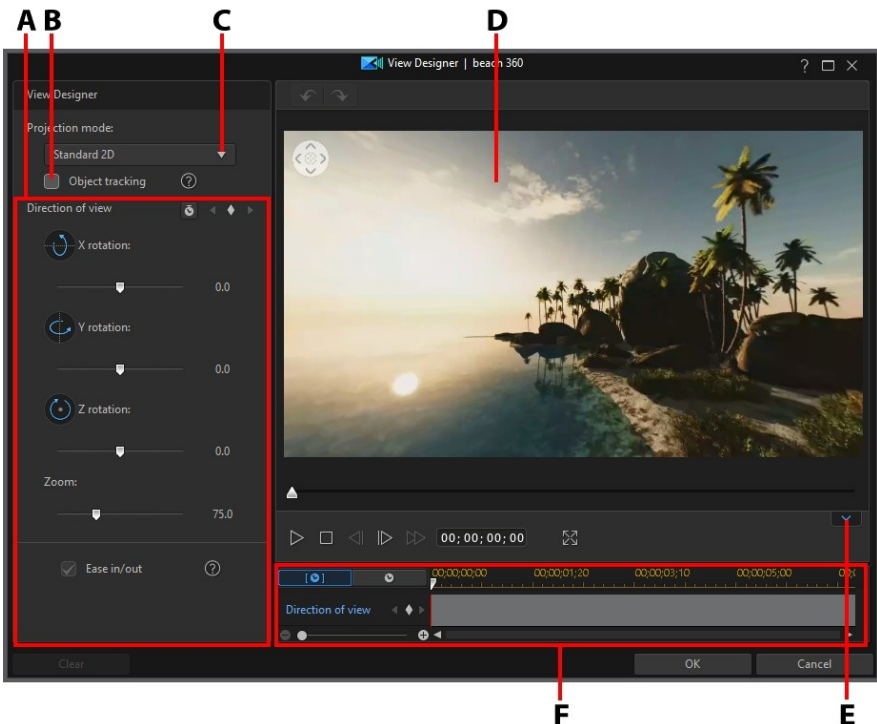 A B C D
View Designer | beach 360
?
View Designer
Projection mode:
Standard 2D
Object tracking ?
Direction of view
X rotation:
0.0
Y rotation:
0.0
Z rotation:
0.0
Zoom:
75.0
Ease in/out ?
00;00;00;00
00;00;00;00 00;00;01;20 00;00;03;10 00;00;05;00
Direction of view
Clear OK Cancel
F E